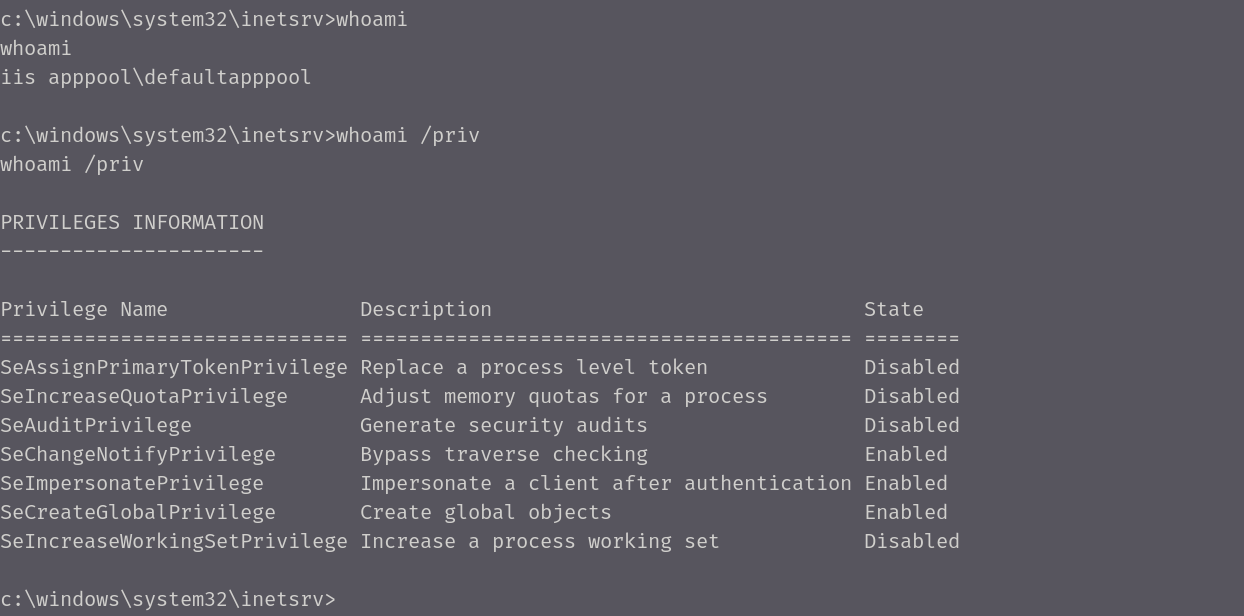 c:\windows\system32\inetsrv>whoami
whoami
iis apppool\defaultapppool
c:\windows\system32\inetsrv>whoami /priv
whoami /priv
PRIVILEGES INFORMATION
----------------------
Privilege Name                Description                               State
============================= ========================================= ========
SeAssignPrimaryTokenPrivilege Replace a process level token             Disabled
SeIncreaseQuotaPrivilege      Adjust memory quotas for a process        Disabled
SeAuditPrivilege              Generate security audits                  Disabled
SeChangeNotifyPrivilege       Bypass traverse checking                  Enabled
SeImpersonatePrivilege        Impersonate a client after authentication Enabled
SeCreateGlobalPrivilege       Create global objects                     Enabled
SeIncreaseWorkingSetPrivilege Increase a process working set            Disabled
c:\windows\system32\inetsrv>